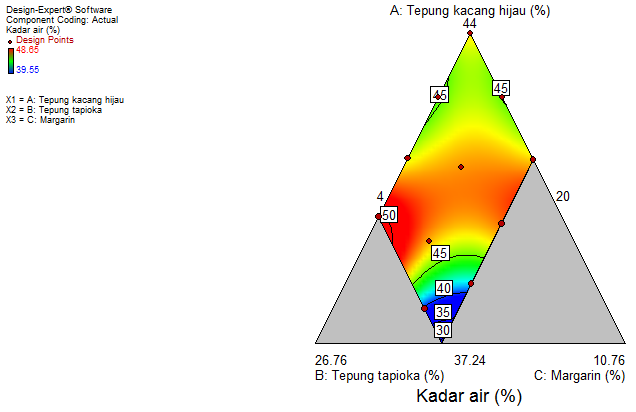 Design-Expert® Software
Component Coding: Actual
Kadar air (%)
Design Points
48.65
39.55
X1 = A: Tepung kacang hijau
X2 = B: Tepung tapioka
X3 = C: Margarin
A: Tepung kacang hijau (%)
44
45
45
4
20
50
45
40
35
30
26.76
37.24
10.76
B: Tepung tapioka (%)
C: Margarin (%)
Kadar air (%)